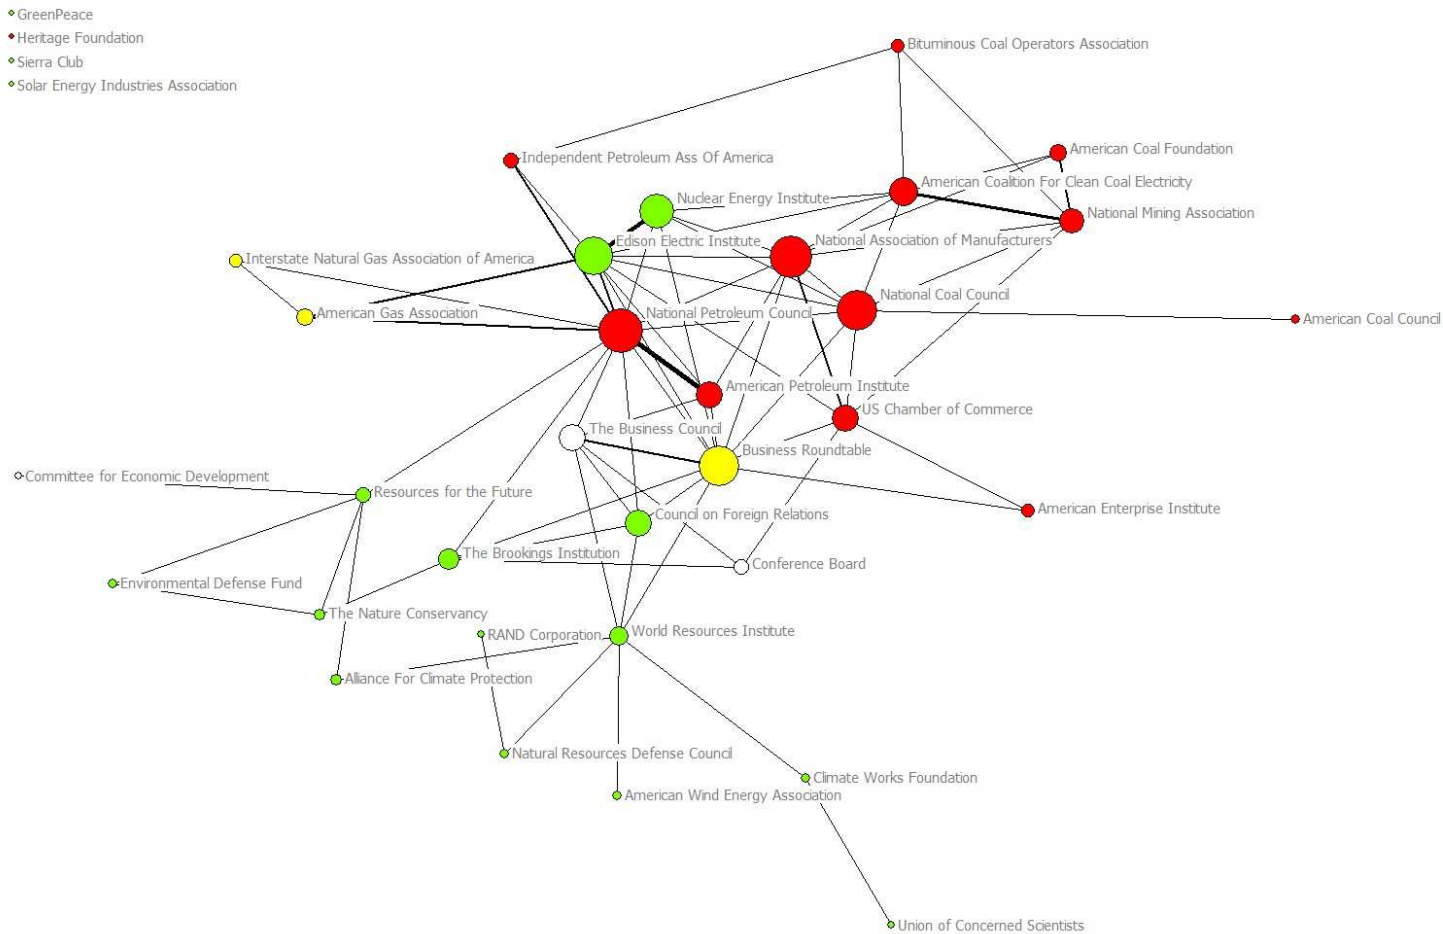 GreenPeace
Heritage Foundation
Sierra Club
Solar Energy Industries Association
Bituminous Coal Operators Association
American Coal Foundation
Independent Petroleum Ass Of America
American Coalition For Clean Coal Electricity
Nuclear Energy Institute
National Mining Association
Edison Electric Institute
National Association of Manufacturers
Interstate Natural Gas Association of America
National Coal Council
American Gas Association
National Petroleum Council
American Coal Council
American Petroleum Institute
US Chamber of Commerce
The Business Council
Business Roundtable
Committee for Economic Development
Resources for the Future
American Enterprise Institute
Council on Foreign Relations
The Brookings Institution
Conference Board
Environmental Defense Fund
The Nature Conservancy
RAND Corporation
World Resources Institute
Alliance For Climate Protection
Natural Resources Defense Council
Climate Works Foundation
American Wind Energy Association
Union of Concerned Scientists